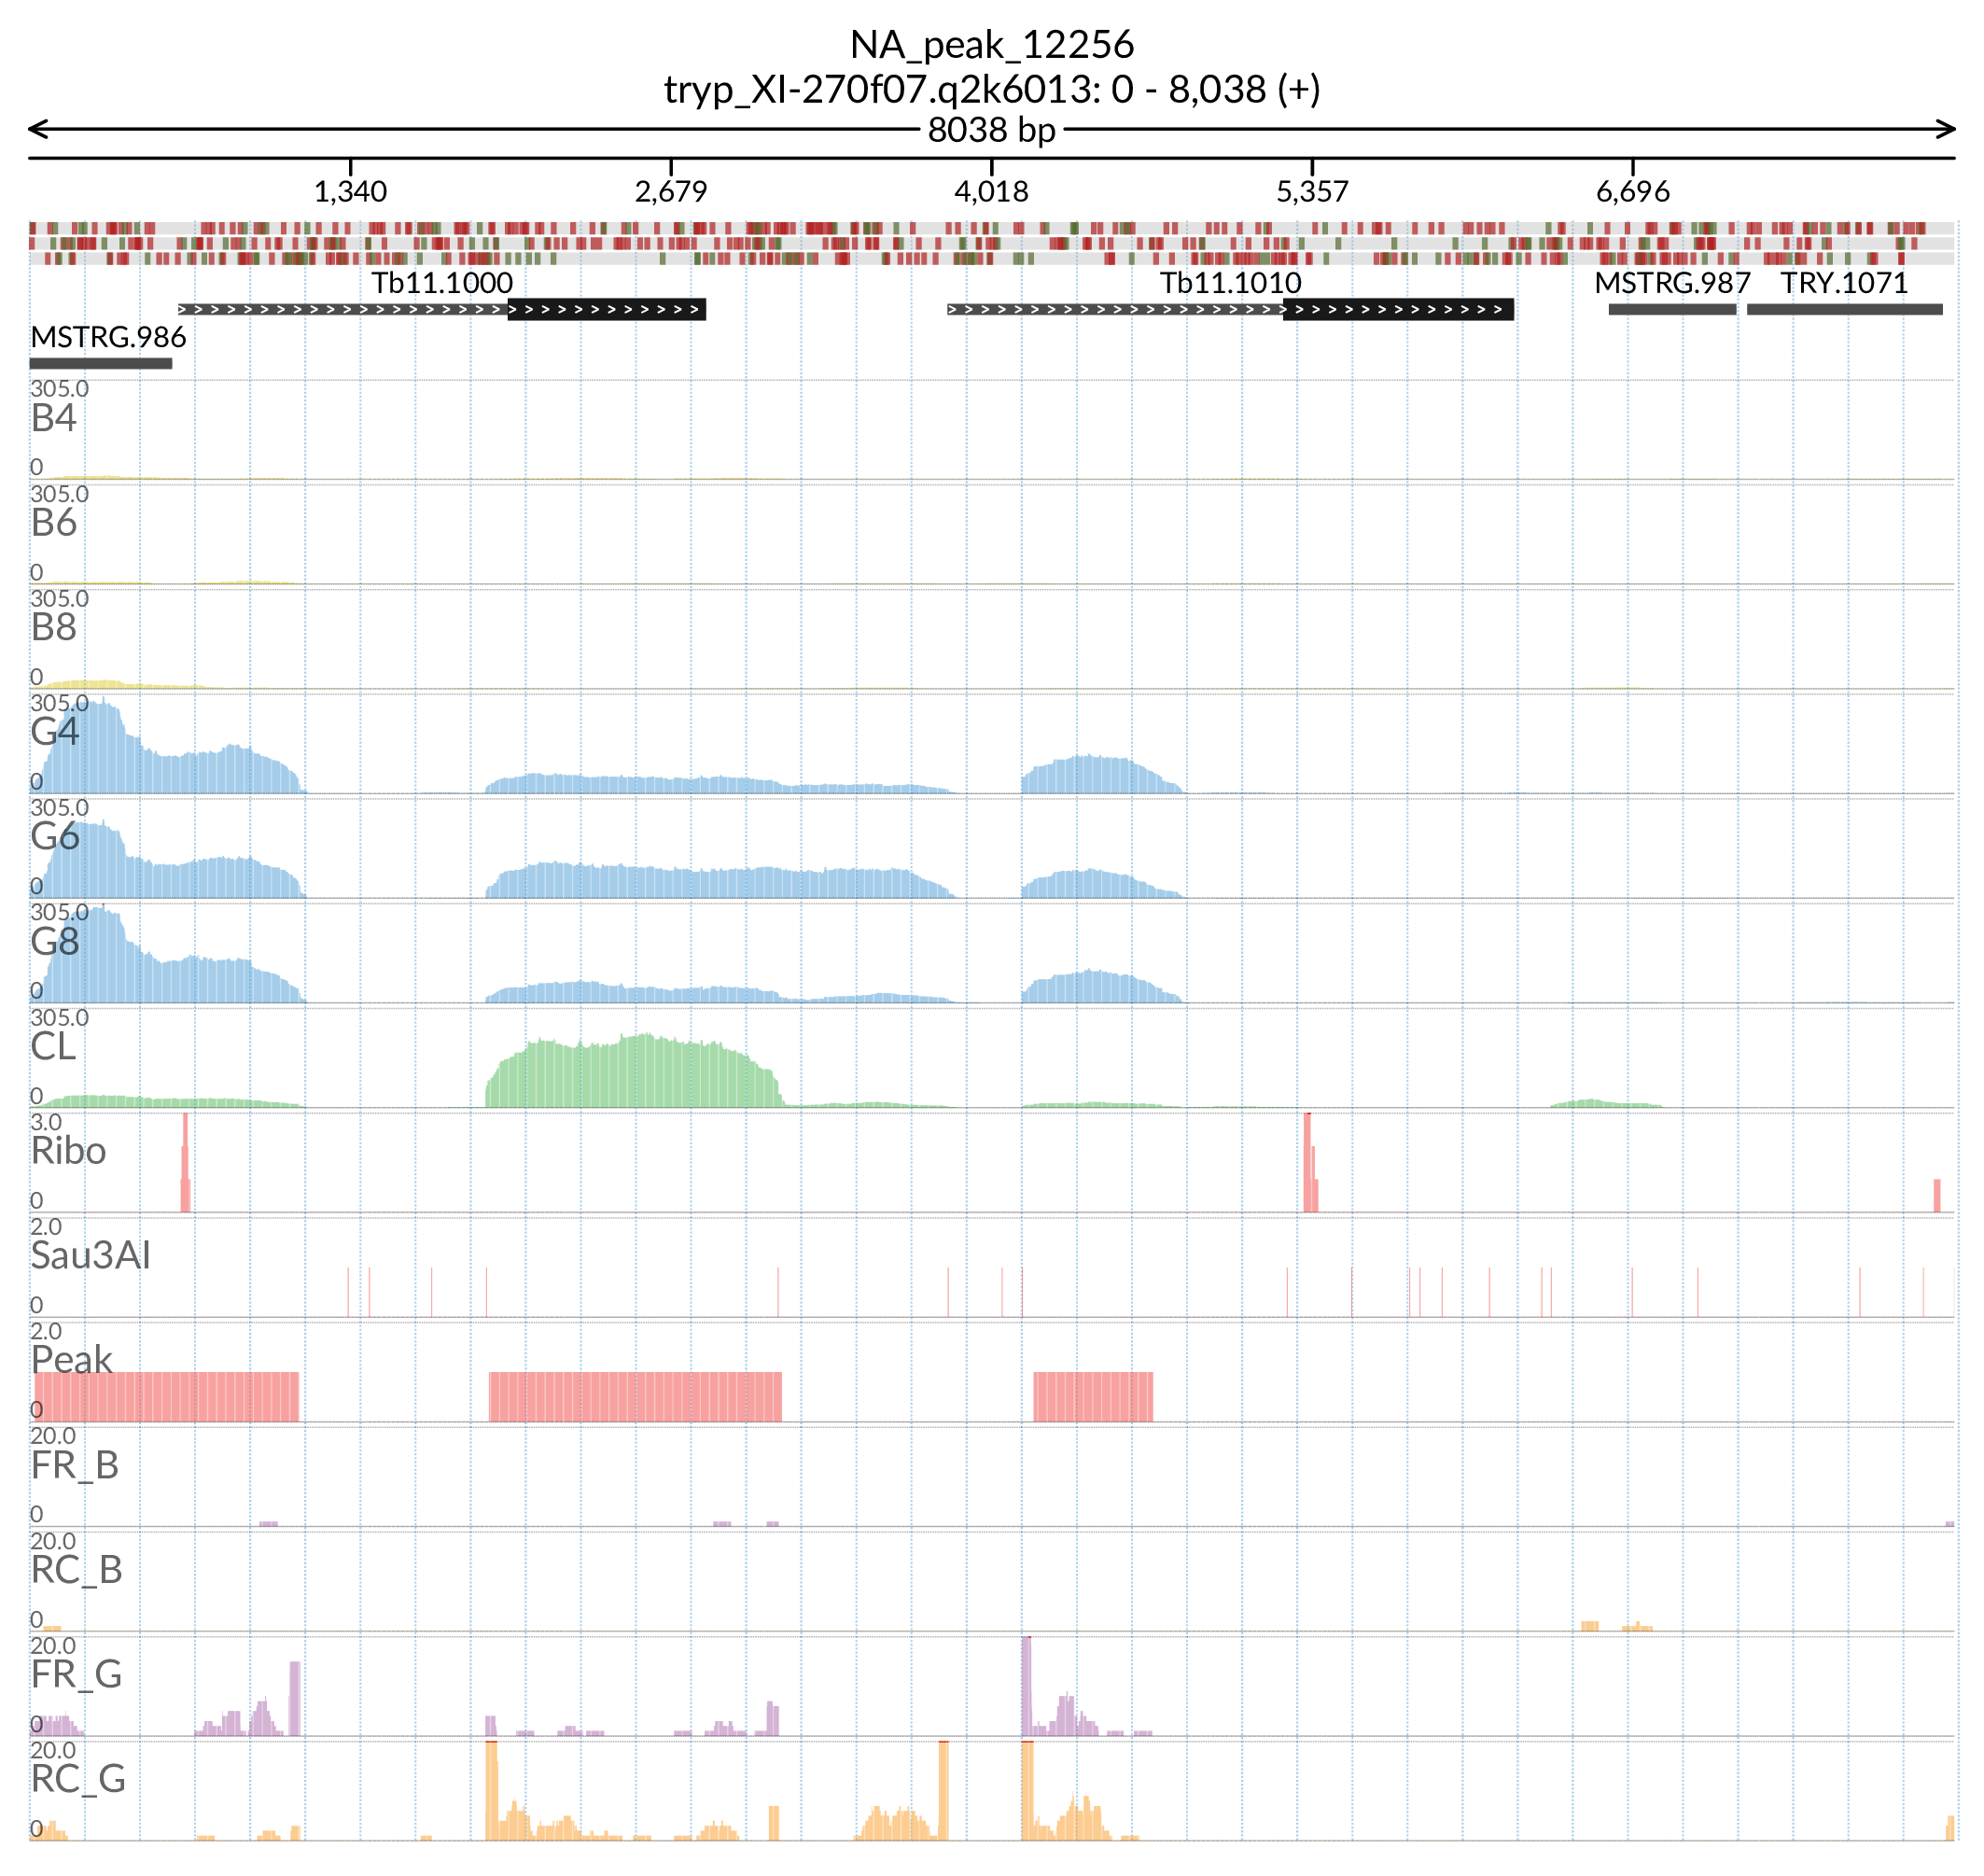 NA_peak_12256
tryp_XI-270f07.q2k6013: 0 - 8,038 (+)
8038 bp
1,340 2,679 4,018 5,357 6,696
Tb11.1000 Tb11.1010 MSTRG.987 TRY.1071
MSTRG.986
305.0
B4
0
305.0
B6
0
305.0
B8
0
305.0
G4
0
305.0
G6
0
305.0
G8
0
305.0
CL
0
3.0
Ribo
0
2.0
Sau3AI
0
2.0
Peak
0
20.0
FR_B
0
20.0
RC_B
0
20.0
FR_G
0
20.0
RC_G
0